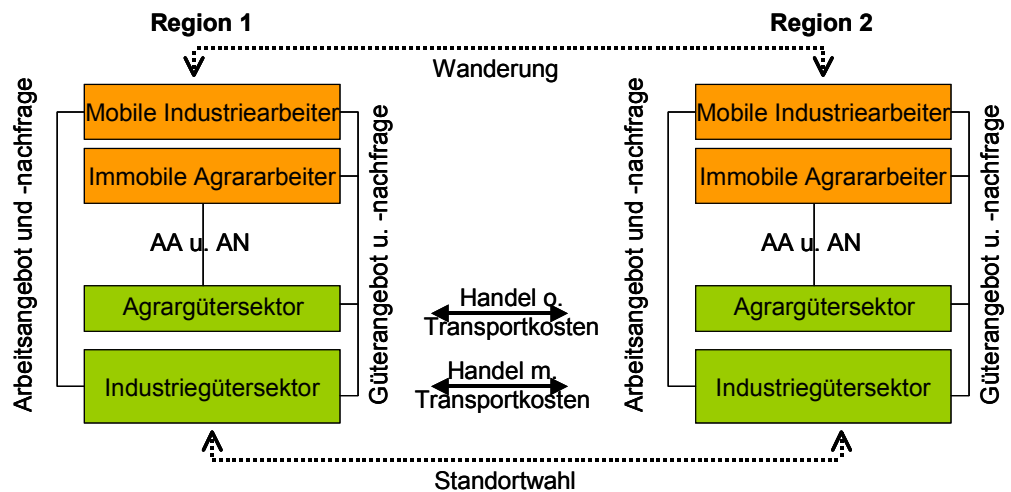 Region 1
Region 2
Wanderung
Arbeitsangebot und -nachfrage
Mobile Industriearbeiter
Immobile Agrararbeiter
AA u. AN
Agrargütersektor
Industriegütersektor
Güterangebot u. -nachfrage
Handel o.
Transportkosten
Handel m.
Transportkosten
Arbeitsangebot und -nachfrage
Mobile Industriearbeiter
Immobile Agrararbeiter
AA u. AN
Agrargütersektor
Industriegütersektor
Güterangebot u. -nachfrage
Standortwahl